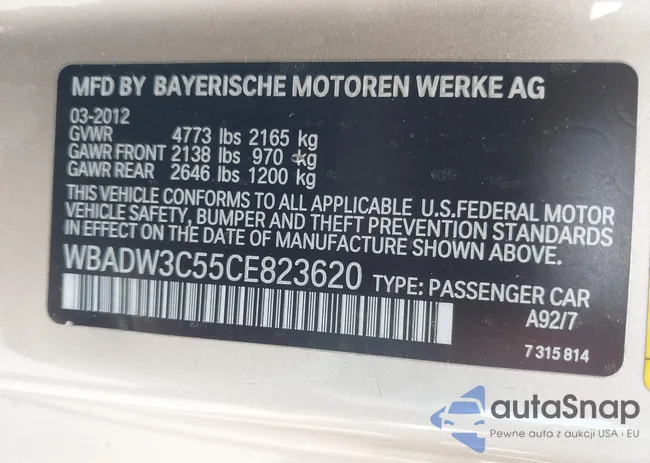 MFD BY BAYERISCHE MOTOREN WERKE AG
03-2012
GVWR 4773 lbs 2165 kg
GAWR FRONT 2138 lbs 970 kg
GAWR REAR 2646 lbs 1200 kg
THIS VEHICLE CONFORMS TO ALL APPLICABLE U.S.FEDERAL MOTOR
VEHICLE SAFETY, BUMPER AND THEFT PREVENTION STANDARDS
IN EFFECT ON THE DATE OF MANUFACTURE SHOWN ABOVE.
WBADW3C55CE823620 TYPE: PASSENGER CAR
A92/7
7 315 814
autaSnap
Pewne auta z aukcji USA i EU